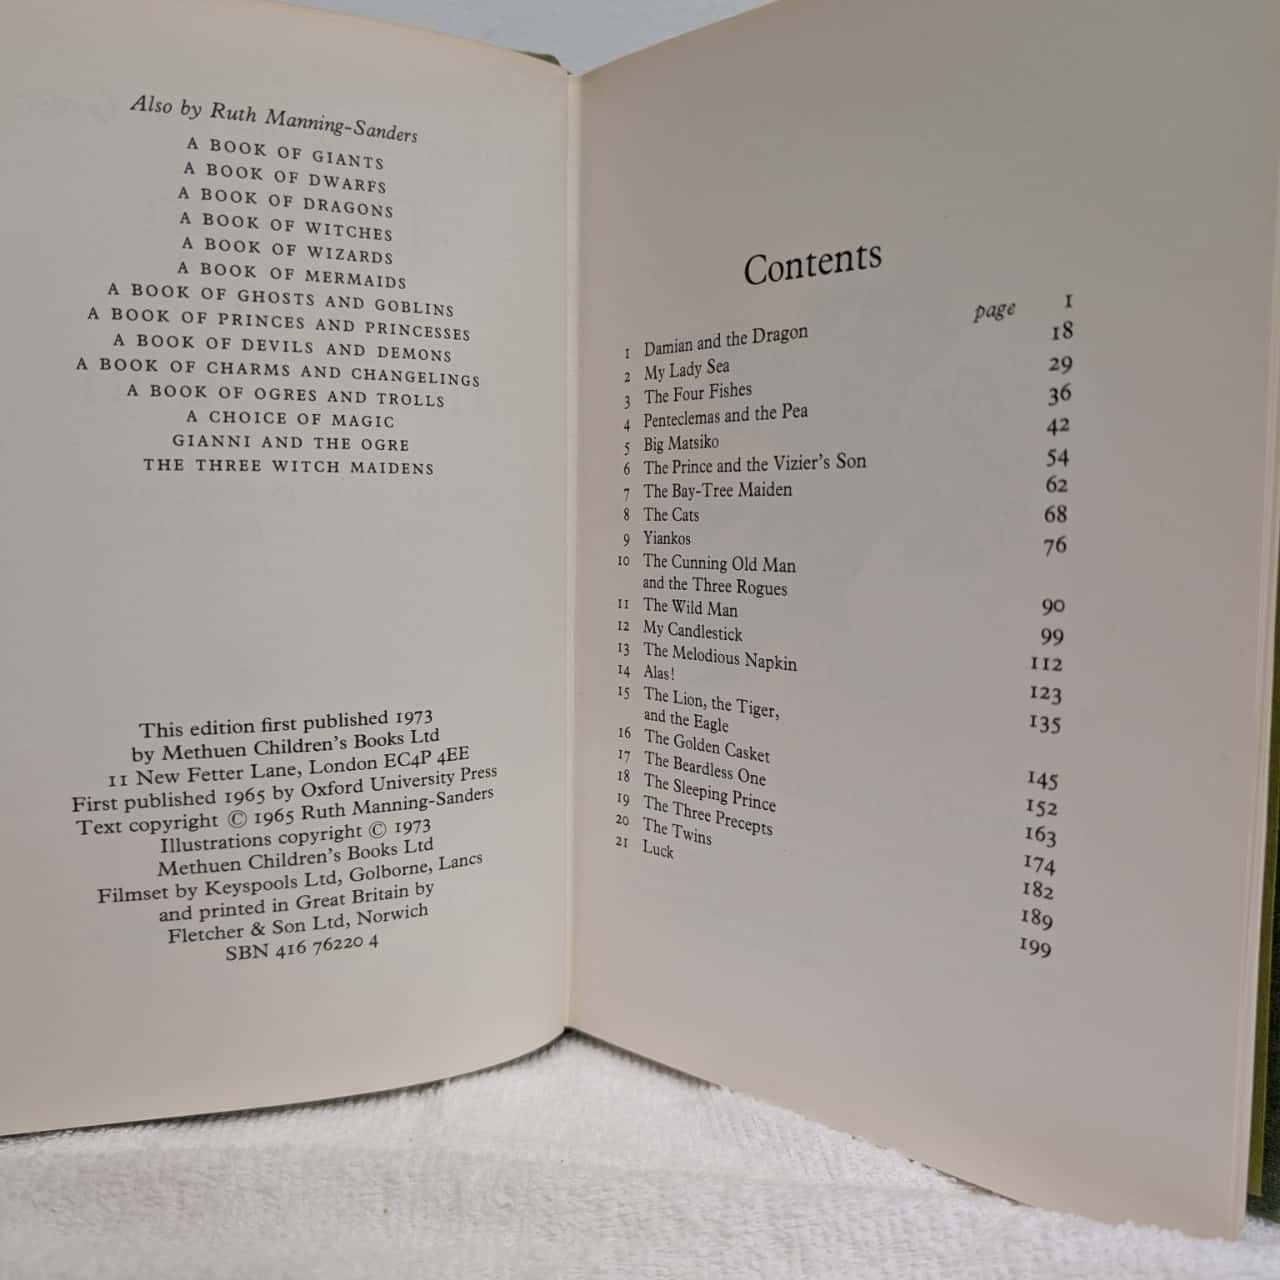 Also by Ruth Manning-Sanders
A BOOK OF GIANTS
A BOOK OF DWARFS
A BOOK OF DRAGONS
A BOOK OF WITCHES
A BOOK OF WIZARDS
A BOOK OF MERMAIDS
A BOOK OF GHOSTS AND GOBLINS
A BOOK OF PRINCES AND PRINCESSES
A BOOK OF DEVILS AND DEMONS
A BOOK OF CHARMS AND CHANGELINGS
A BOOK OF OGRES AND TROLLS
A CHOICE OF MAGIC
GIANNI AND THE OGRE
THE THREE WITCH MAIDENS
This edition first published 1973
by Methuen Children's Books Ltd
11 New Fetter Lane, London EC4P 4EE
First published 1965 by Oxford University Press
Text copyright © 1965 Ruth Manning-Sanders
Illustrations copyright © 1973
Methuen Children's Books Ltd
Filmset by Keyspools Ltd, Golborne, Lancs
and printed in Great Britain by
Fletcher & Son Ltd, Norwich
SBN 416 76220 4
Contents
1 Damian and the Dragon page 1
2 My Lady Sea 18
3 The Four Fishes 29
4 Penteclemas and the Pea 36
5 Big Matsiko 42
6 The Prince and the Vizier's Son 54
7 The Bay-Tree Maiden 62
8 The Cats 68
9 Yiankos 76
10 The Cunning Old Man
and the Three Rogues 90
11 The Wild Man 99
12 My Candlestick 112
13 The Melodious Napkin 123
14 Alas! 135
15 The Lion, the Tiger,
and the Eagle 145
16 The Golden Casket 152
17 The Beardless One 163
18 The Sleeping Prince 174
19 The Three Precepts 182
20 The Twins 189
21 Luck 199